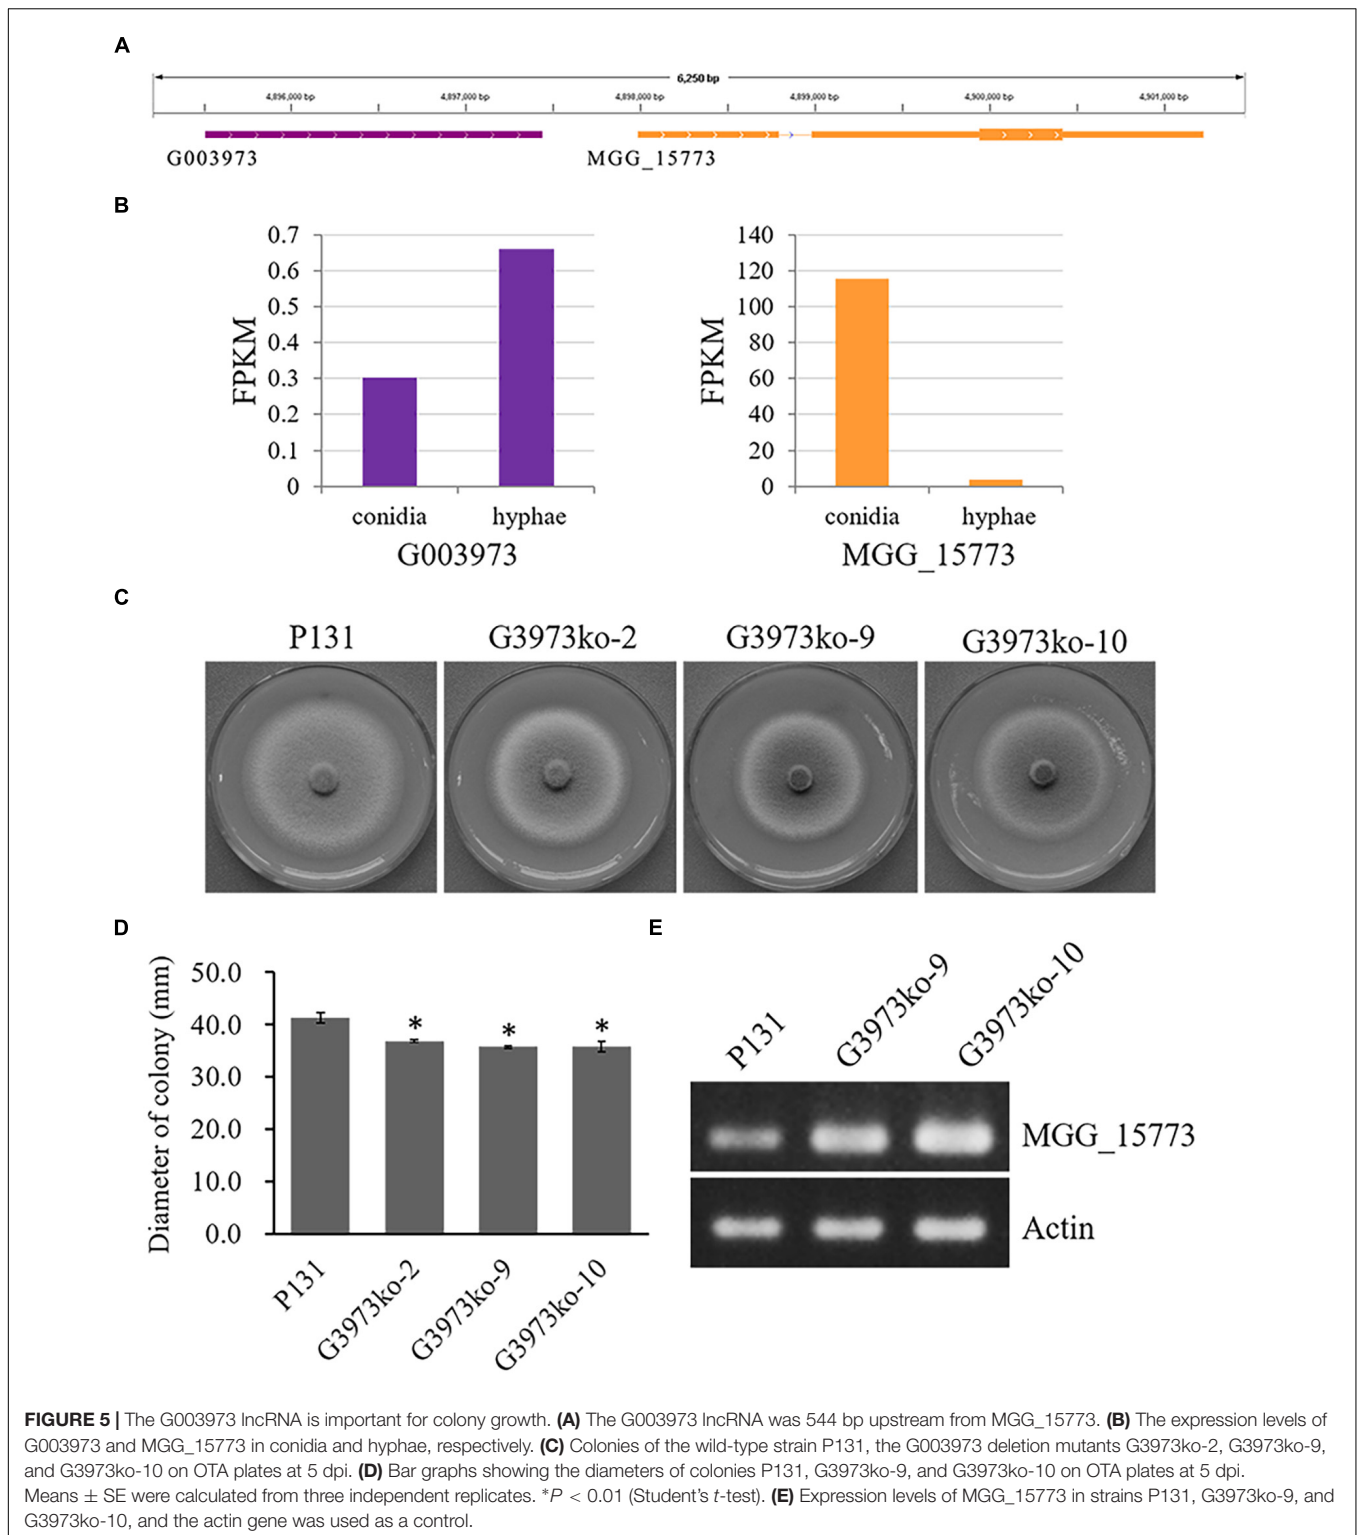 A
6,250 bp
4,896,000 bp 4,897,000 bp 4,898,000 bp 4,899,000 bp 4,900,000 bp 4,901,000 bp
G003973 MGG_15773
B
FPKM
0.7
0.6
0.5
0.4
0.3
0.2
0.1
0
conidia hyphae
G003973
FPKM
140
120
100
80
60
40
20
0
conidia hyphae
MGG_15773
C
P131 G3973ko-2 G3973ko-9 G3973ko-10
D
Diameter of colony (mm)
50.0
40.0
30.0
20.0
10.0
0.0
* * *
P131 G3973ko-2 G3973ko-9 G3973ko-10
E
P131 G3973ko-9 G3973ko-10
MGG_15773
Actin
FIGURE 5 | The G003973 lncRNA is important for colony growth. (A) The G003973 lncRNA was 544 bp upstream from MGG_15773. (B) The expression levels of
G003973 and MGG_15773 in conidia and hyphae, respectively. (C) Colonies of the wild-type strain P131, the G003973 deletion mutants G3973ko-2, G3973ko-9,
and G3973ko-10 on OTA plates at 5 dpi. (D) Bar graphs showing the diameters of colonies P131, G3973ko-9, and G3973ko-10 on OTA plates at 5 dpi.
Means ± SE were calculated from three independent replicates. *P < 0.01 (Student's t-test). (E) Expression levels of MGG_15773 in strains P131, G3973ko-9, and
G3973ko-10, and the actin gene was used as a control.